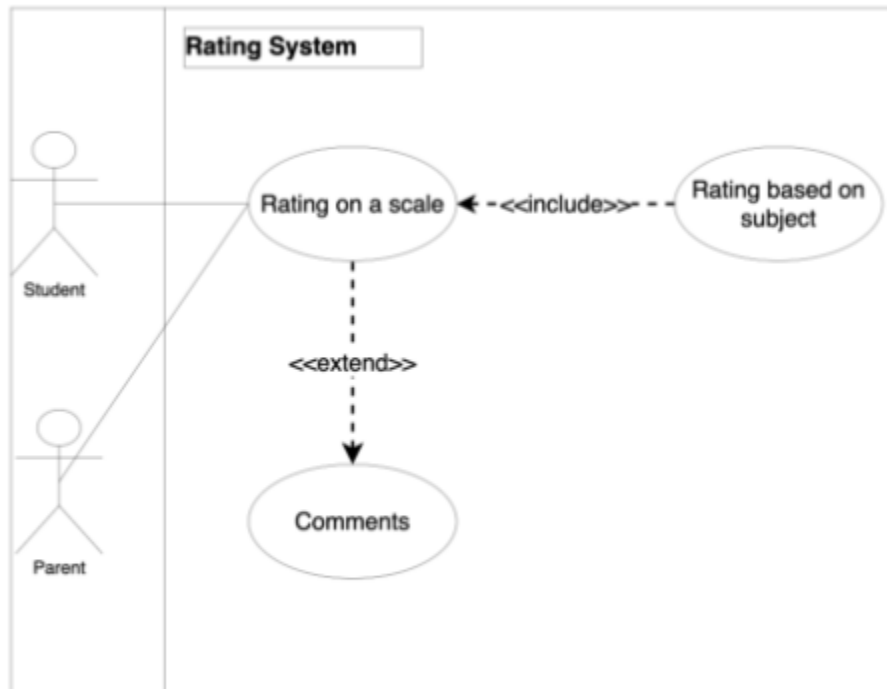 Rating System
Rating on a scale
<<include>>
Rating based on
subject
Student
<<extend>>
Comments
Parent